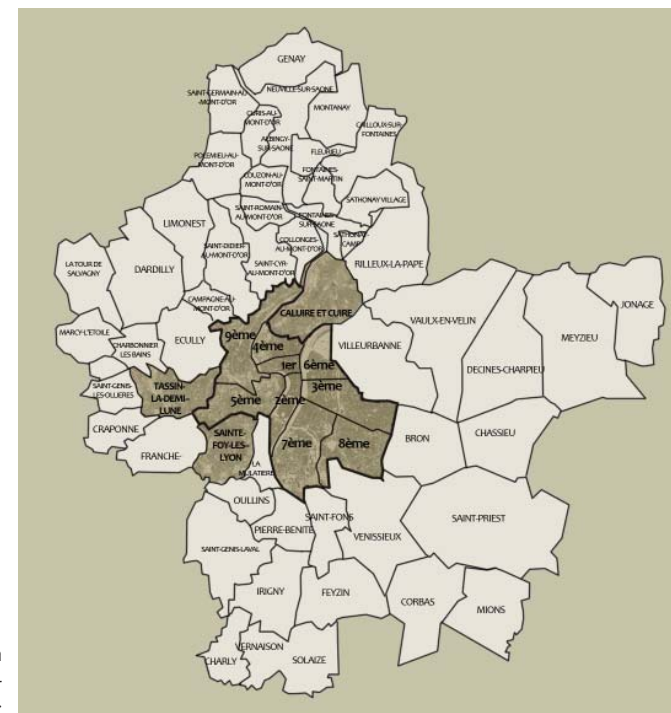 GENAY
NEUVILLE-SUR-SAONE
SAINT-GERMAIN-AU
-MONT-D'OR
MONTANAY
CURIS-AU-
MONT-D'OR
CAILLOUX-SUR-
FONTAINES
ALBINGY-
SUR-SAONE
FLEURIEU
POLEMIEU-AU-
MONT-D'OR
COUZON-AU-
MONT-D'OR
FONTAINES-
SAINT-MARTIN
SATHONAY VILLAGE
SAINT-ROMAIN-
AU-MONT-D'OR
FONTAINES-
SUR-SAONE
LIMONEST
SATHONAY-
CAMP
COLLONGES-
AU-MONT-D'OR
SAINT-DIDIER-
AU-MONT-D'OR
SAINT-CYR-
AU-MONT-D'OR
RILLEUX-LA-PAPE
LA TOUR DE
SALVAGNY
DARDILLY
CAMPAGNE-AU-
MONT-D'OR
JONAGE
CALUIRE ET CUIRE
VAULX-EN-VELIN
MEYZIEU
MARCY-L'ETOILE
CHARBONNIER
LES BAINS
ECULLY
9ème
4ème
VILLEURBANNE
1er
6ème
DECINES-CHARPIEU
SAINT-GENIS-
LES-OLLIERES
TASSIN-
LA-DEMI-
LUNE
5ème
2ème
3ème
CRAPONNE
FRANCHE-
SAINTE-
FOY-LES-
LYON
7ème
8ème
BRON
CHASSIEU
LA
MULATIERE
OULLINS
PIERRE-BENITE
SAINT-FONS
VENISSIEUX
SAINT-PRIEST
SAINT-GENIS-LAVAL
IRIGNY
FEYZIN
CORBAS
MIONS
VERNAISON
CHARLY
SOLAIZE